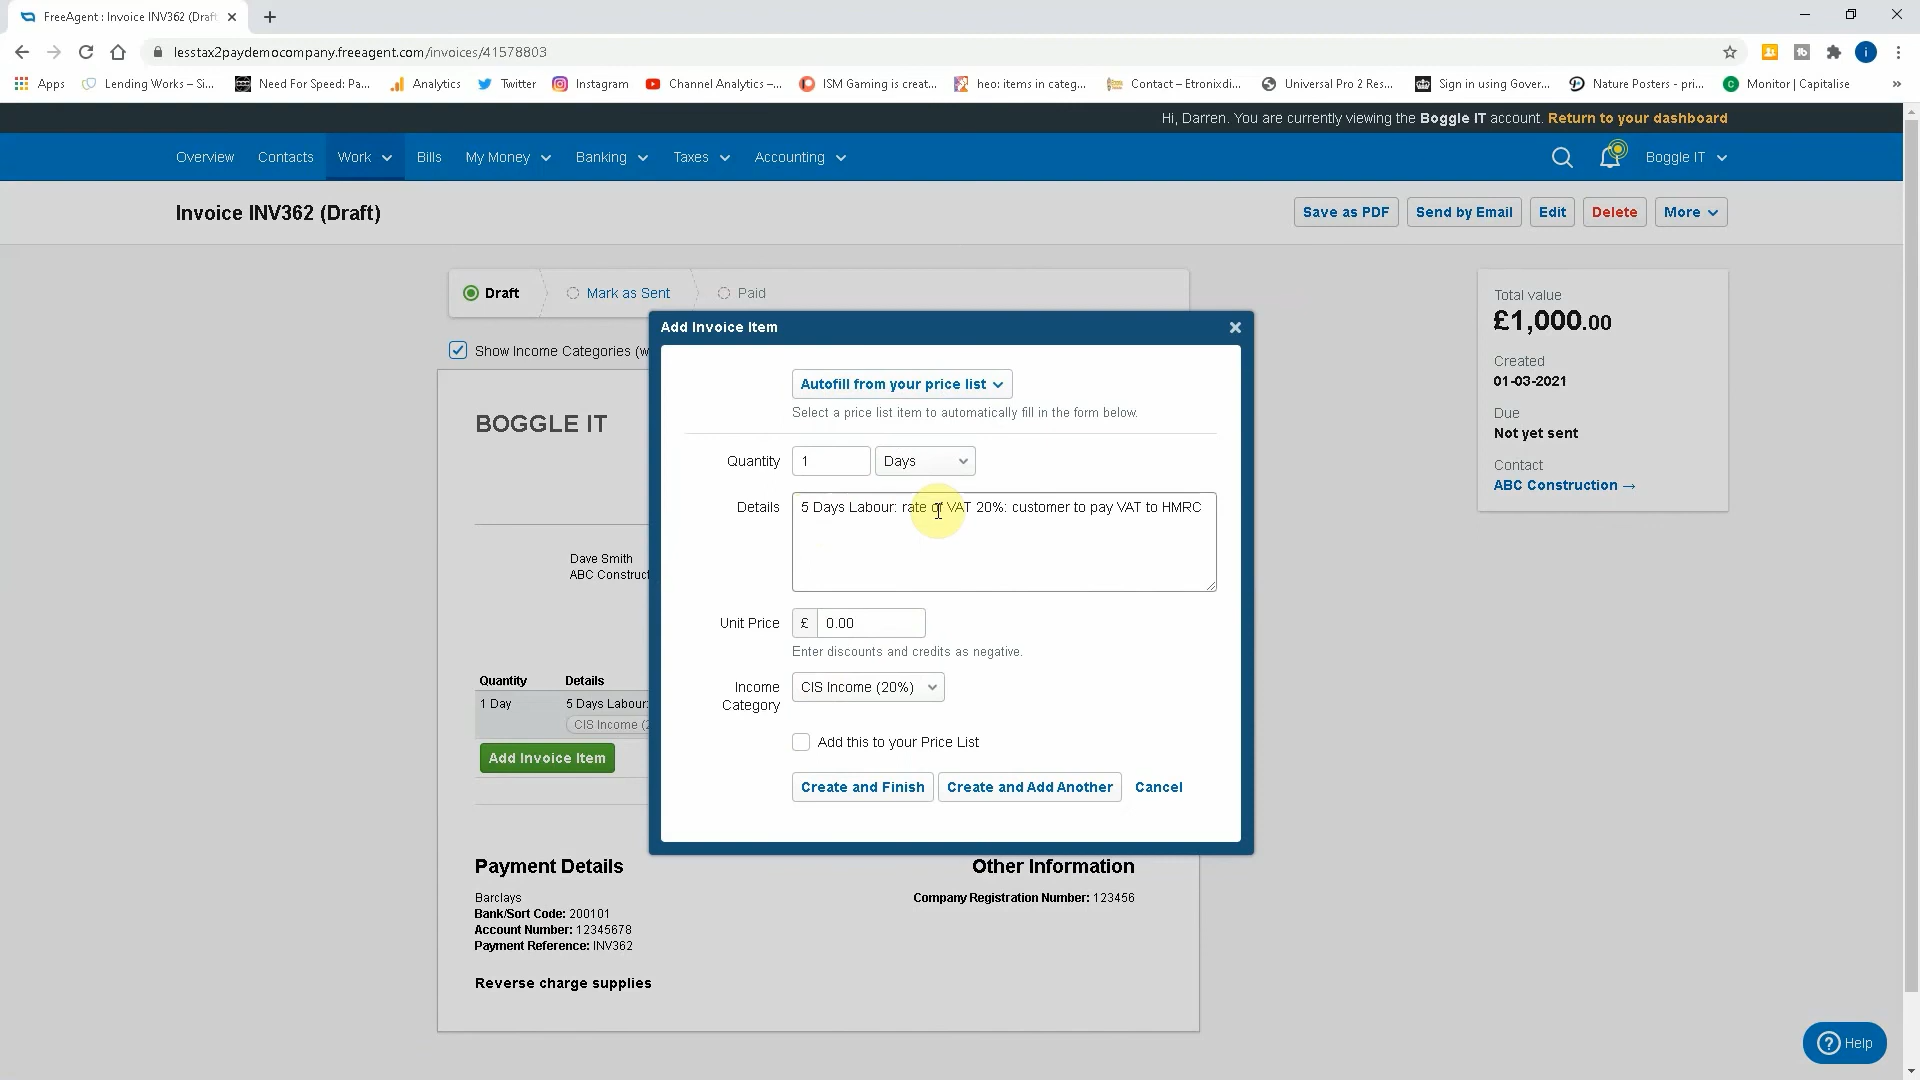 FreeAgent : Invoice INV362 (Draft
lesstax2paydemocompany.freeagent.com/invoices/41578803
Apps Lending Works – Si... Need For Speed: Pa... Analytics Twitter Instagram Channel Analytics –... ISM Gaming is creat... heo: items in categ... Contact – Etronixdi... Universal Pro 2 Res... Sign in using Gover... Nature Posters - pri... Monitor | Capitalise »
Hi, Darren. You are currently viewing the Boggle IT account. Return to your dashboard
Overview Contacts Work Bills My Money Banking Taxes Accounting Boggle IT
Invoice INV362 (Draft)
Save as PDF Send by Email Edit Delete More
Draft Mark as Sent Paid
Show Income Categories (w
BOGGLE IT
Dave Smith
ABC Construct
Quantity Details
1 Day 5 Days Labour:
CIS Income (2
Add Invoice Item
Payment Details
Barclays
Bank/Sort Code: 200101
Account Number: 12345678
Payment Reference: INV362
Reverse charge supplies
Other Information
Company Registration Number: 123456
Add Invoice Item
Autofill from your price list
Select a price list item to automatically fill in the form below.
Quantity 1 Days
Details 5 Days Labour: rate of VAT 20%: customer to pay VAT to HMRC
Unit Price £ 0.00
Enter discounts and credits as negative.
Income Category CIS Income (20%)
Add this to your Price List
Create and Finish Create and Add Another Cancel
Total value
£1,000.00
Created
01-03-2021
Due
Not yet sent
Contact
ABC Construction →
? Help